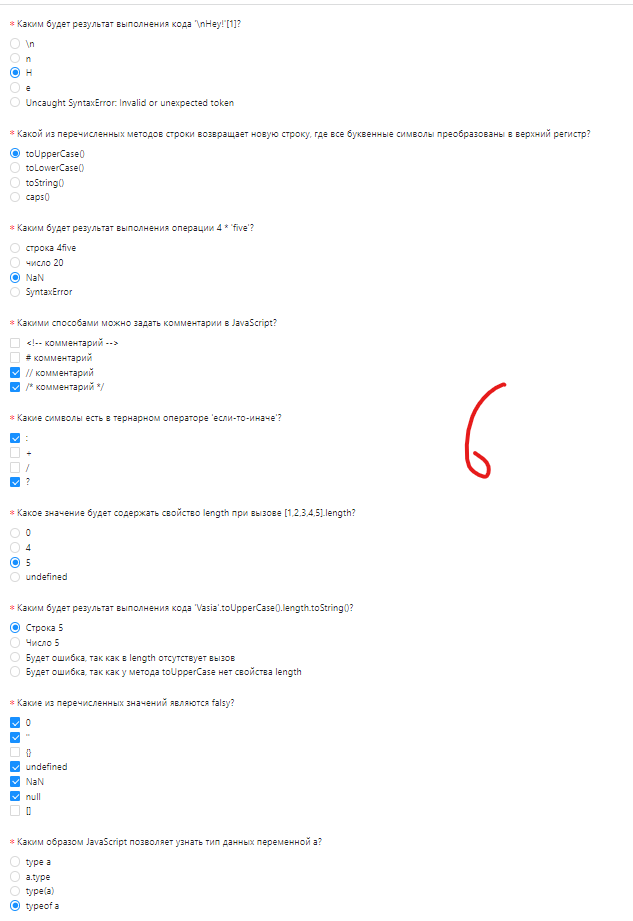 * Каким будет результат выполнения кода '\nHey!'[1]?
\n
n
H
e
Uncaught SyntaxError: Invalid or unexpected token
* Какой из перечисленных методов строки возвращает новую строку, где все буквенные символы преобразованы в верхний регистр?
toUpperCase()
toLowerCase()
toString()
caps()
* Каким будет результат выполнения операции 4 * 'five'?
строка 4five
число 20
NaN
SyntaxError
* Какими способами можно задать комментарии в JavaScript?
<!-- комментарий -->
# комментарий
// комментарий
/* комментарий */
* Какие символы есть в тернарном операторе 'если-то-иначе'?
:
+
/
?
6
* Какое значение будет содержать свойство length при вызове [1,2,3,4,5].length?
0
4
5
undefined
* Каким будет результат выполнения кода 'Vasia'.toUpperCase().length.toString()?
Строка 5
Число 5
Будет ошибка, так как в length отсутствует вызов
Будет ошибка, так как у метода toUpperCase нет свойства length
* Какие из перечисленных значений являются falsy?
0
''
{}
undefined
NaN
null
[]
* Каким образом JavaScript позволяет узнать тип данных переменной a?
type a
a.type
type(a)
typeof a